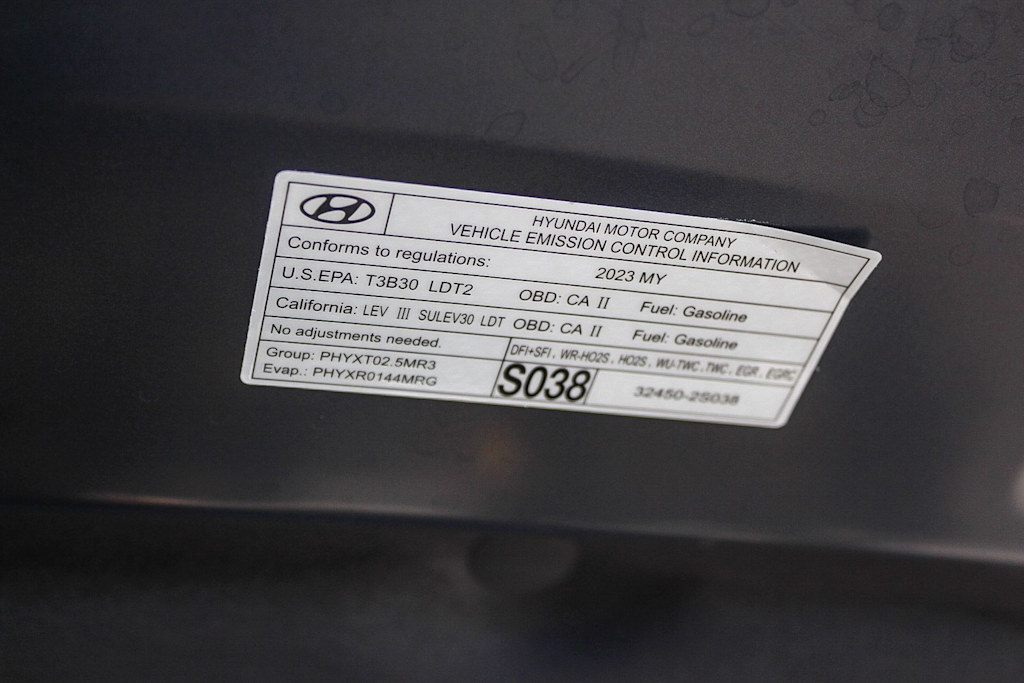 HYUNDAI MOTOR COMPANY
VEHICLE EMISSION CONTROL INFORMATION
Conforms to regulations: 2023 MY
U.S.EPA: T3B30 LDT2 OBD: CA II Fuel: Gasoline
California: LEV III SULEV30 LDT OBD: CA II Fuel: Gasoline
No adjustments needed.
DFI+SFI, WR-HO2S, HO2S, WU-TWC, TWC, EGR, EGRC
Group: PHYXT02.5MR3
Evap.: PHYXR0144MRG
S038
32450-2S038